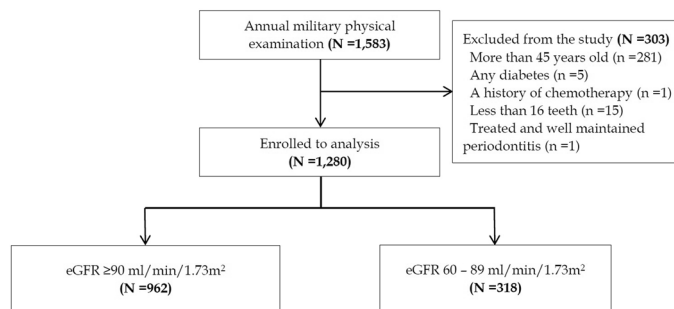 Annual military physical
examination (N =1,583)
Excluded from the study (N =303)
More than 45 years old (n =281)
Any diabetes (n =5)
A history of chemotherapy (n =1)
Less than 16 teeth (n =15)
Treated and well maintained
periodontitis (n =1)
Enrolled to analysis
(N =1,280)
eGFR ≥90 ml/min/1.73m²
(N =962)
eGFR 60 – 89 ml/min/1.73m²
(N =318)